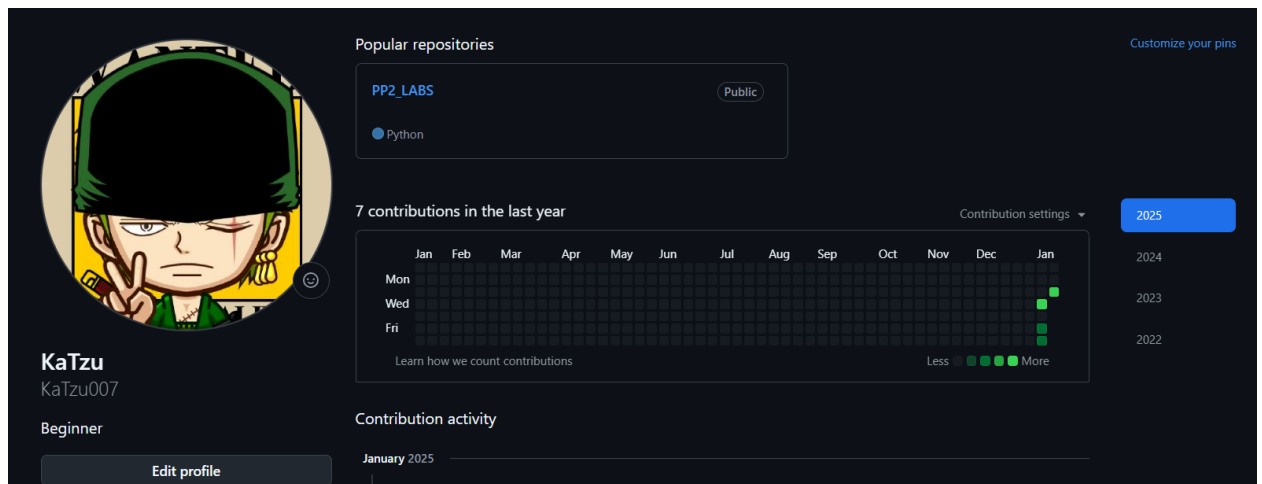 Popular repositories
Customize your pins
PP2_LABS
Public
Python
7 contributions in the last year
Contribution settings
2025
2024
2023
2022
Jan Feb Mar Apr May Jun Jul Aug Sep Oct Nov Dec Jan
Mon
Wed
Fri
Learn how we count contributions
Less More
KaTzu
KaTzu007
Beginner
Edit profile
Contribution activity
January 2025